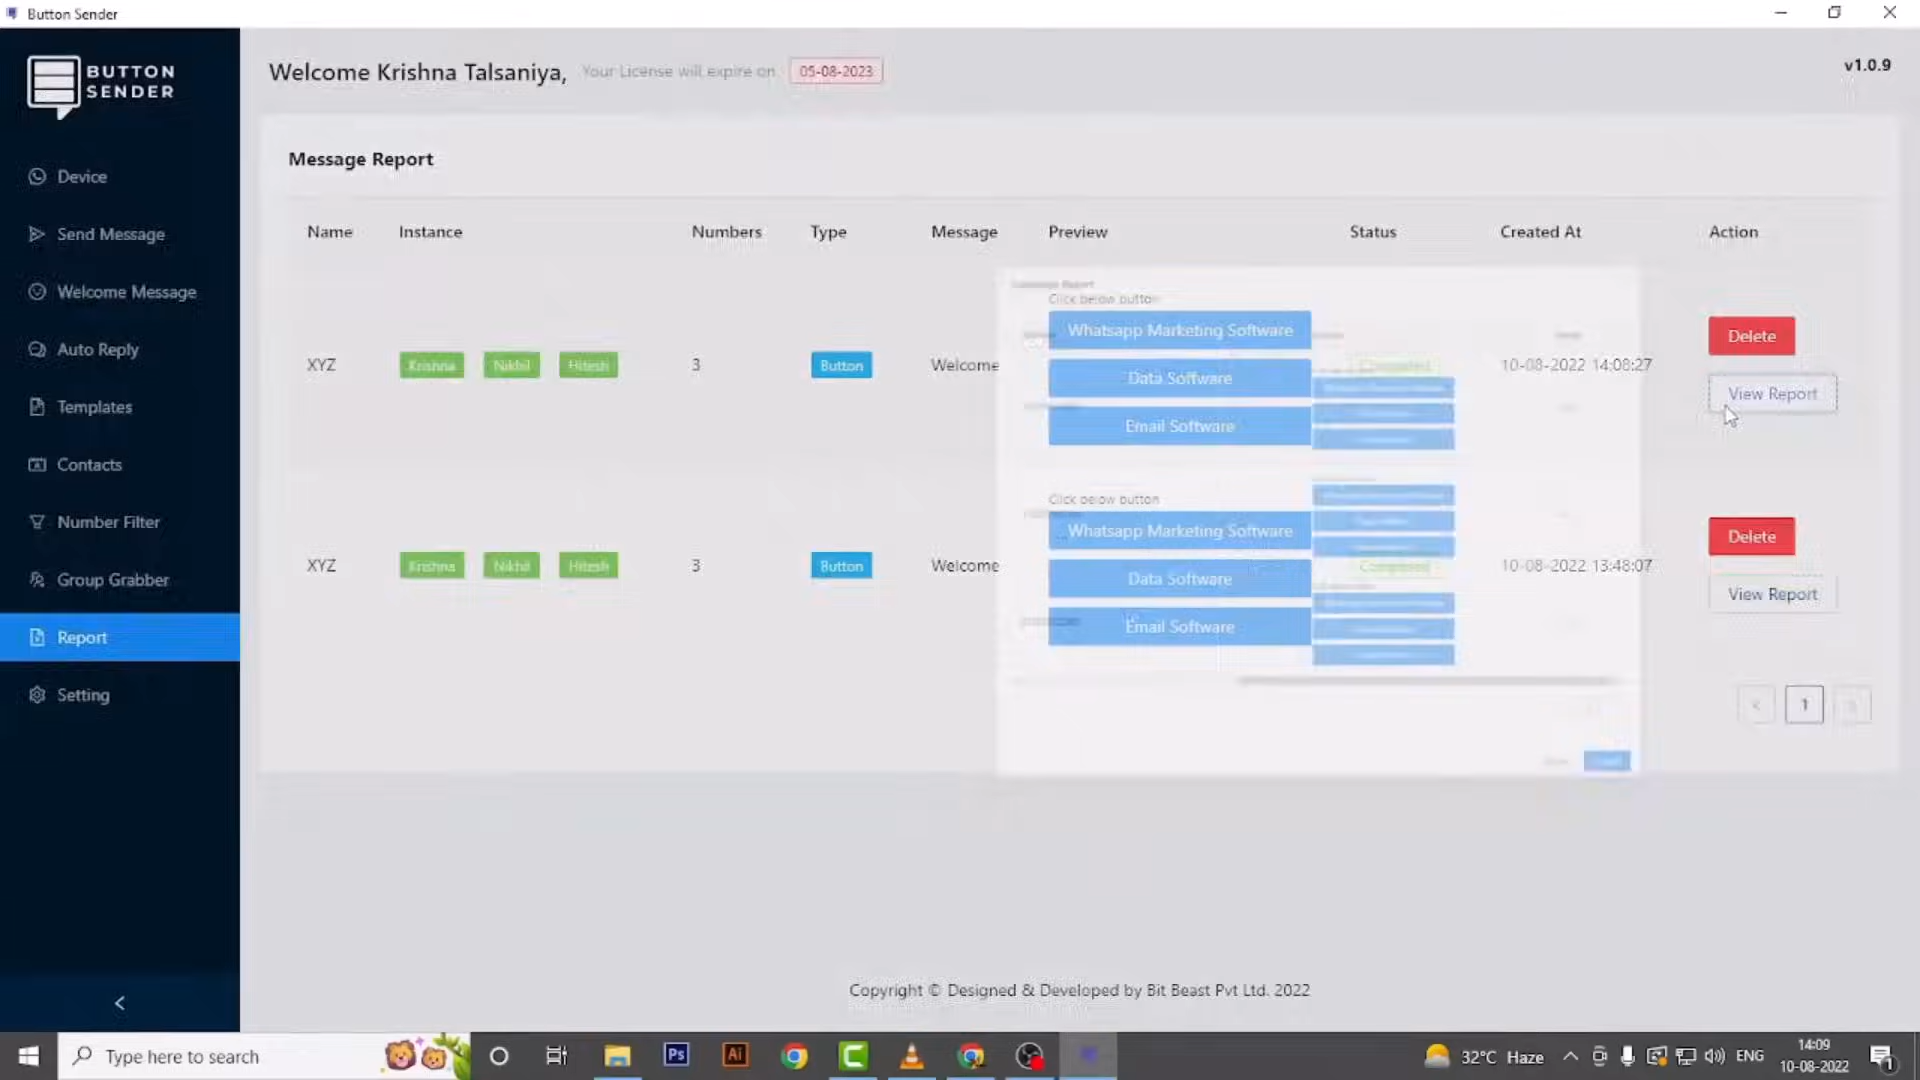 Button Sender
BUTTON
SENDER
Welcome Krishna Talsaniya, Your License will expire on 05-08-2023
v1.0.9
Device
Send Message
Welcome Message
Auto Reply
Templates
Contacts
Number Filter
Group Grabber
Report
Setting
Message Report
Name Instance Numbers Type Message Preview Status Created At Action
Click below button
XYZ Krishna Nikhil Hitesh 3 Button Welcome
Whatsapp Marketing Software
Data Software
Email Software
Completed
10-08-2022 14:08:27
Delete
View Report
Click below button
XYZ Krishna Nikhil Hitesh 3 Button Welcome
Whatsapp Marketing Software
Data Software
Email Software
Completed
10-08-2022 13:48:07
Delete
View Report
< 1 >
Copyright © Designed & Developed by Bit Beast Pvt Ltd. 2022
<
Type here to search
Ps
Ai
32°C Haze
ENG
14:09
10-08-2022
1